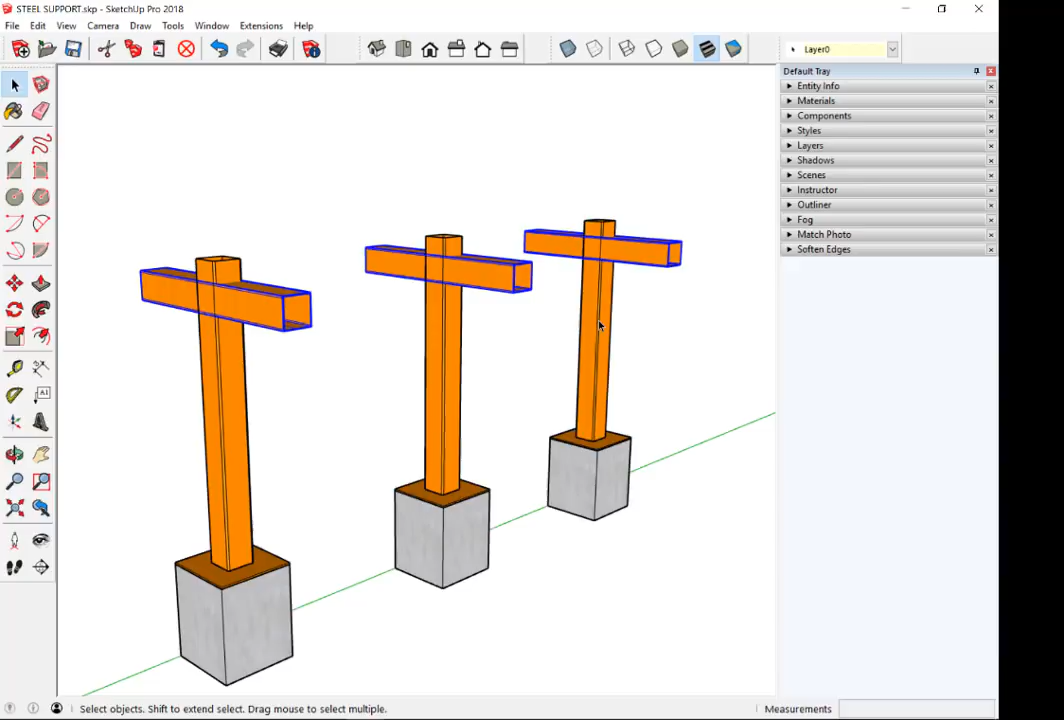 STEEL SUPPORT.skp - SketchUp Pro 2018
File Edit View Camera Draw Tools Window Extensions Help
Layer0
Default Tray
Entity Info
Materials
Components
Styles
Layers
Shadows
Scenes
Instructor
Outliner
Fog
Match Photo
Soften Edges
A1
Select objects. Shift to extend select. Drag mouse to select multiple.
Measurements